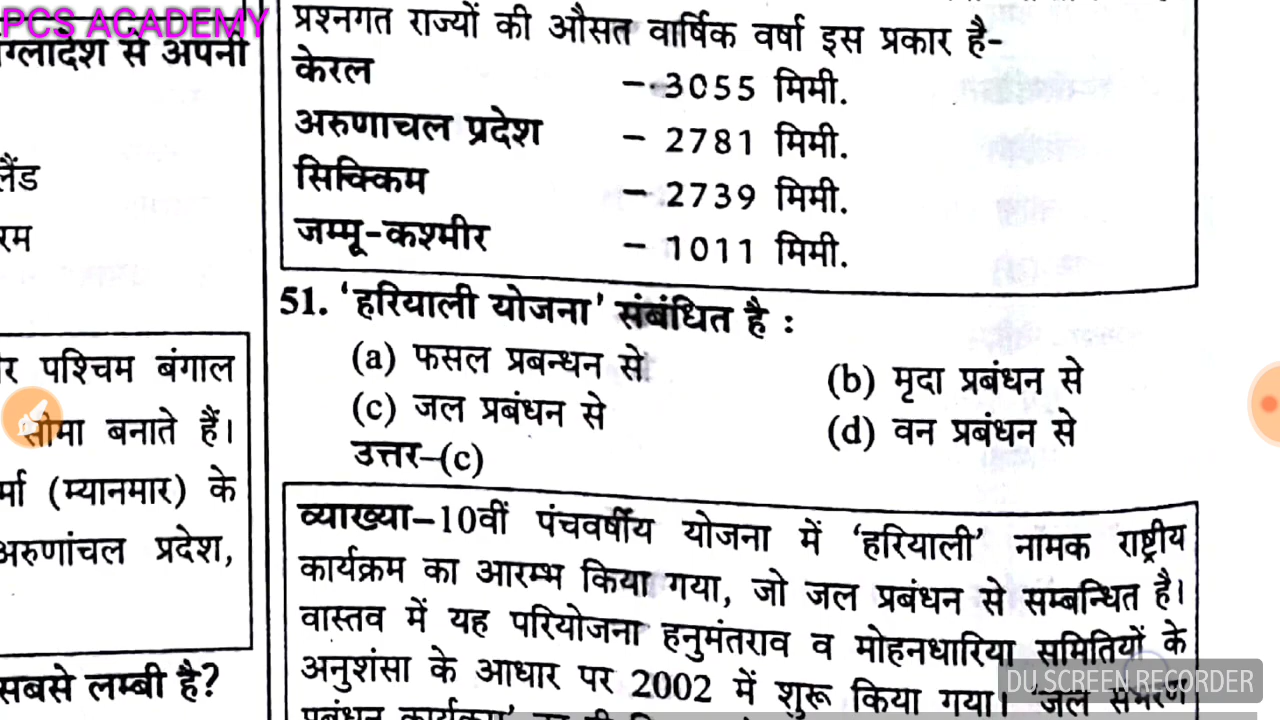 PCS ACADEMY
ग्लादेश से अपनी
लैंड
रम
र पश्चिम बंगाल
सीमा बनाते हैं।
र्मा (म्यानमार) के
अरुणांचल प्रदेश,
सबसे लम्बी है?
प्रश्नगत राज्यों की औसत वार्षिक वर्षा इस प्रकार है-
केरल – 3055 मिमी.
अरुणाचल प्रदेश – 2781 मिमी.
सिक्किम – 2739 मिमी.
जम्मू-कश्मीर – 1011 मिमी.
51. 'हरियाली योजना' संबंधित है :
(a) फसल प्रबन्धन से (b) मृदा प्रबंधन से
(c) जल प्रबंधन से (d) वन प्रबंधन से
उत्तर–(c)
व्याख्या–10वीं पंचवर्षीय योजना में 'हरियाली' नामक राष्ट्रीय
कार्यक्रम का आरम्भ किया गया, जो जल प्रबंधन से सम्बन्धित है।
वास्तव में यह परियोजना हनुमंतराव व मोहनधारिया समितियों के
अनुशंसा के आधार पर 2002 में शुरू किया गया। 'जल
DU SCREEN RECORDER